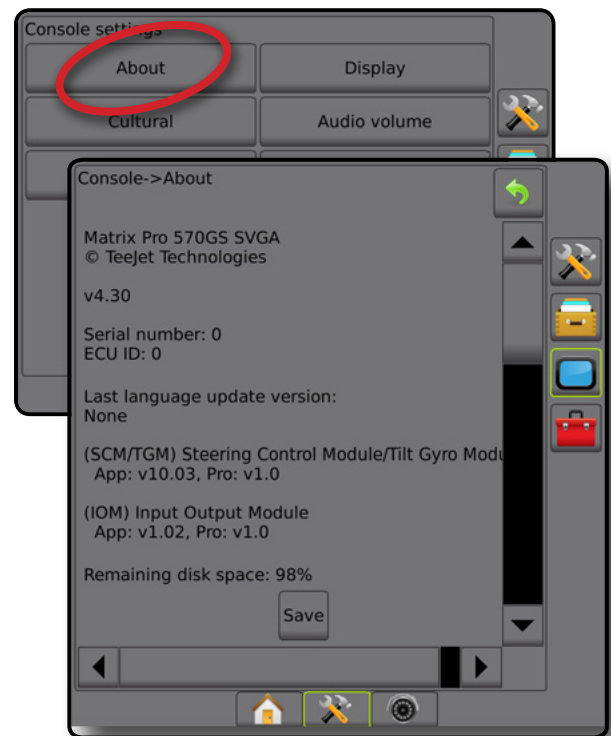 Console settings
About
Display
Cultural
Audio volume
Console->About
Matrix Pro 570GS SVGA
© TeeJet Technologies
v4.30
Serial number: 0
ECU ID: 0
Last language update version:
None
(SCM/TGM) Steering Control Module/Tilt Gyro Modu
App: v10.03, Pro: v1.0
(IOM) Input Output Module
App: v1.02, Pro: v1.0
Remaining disk space: 98%
Save